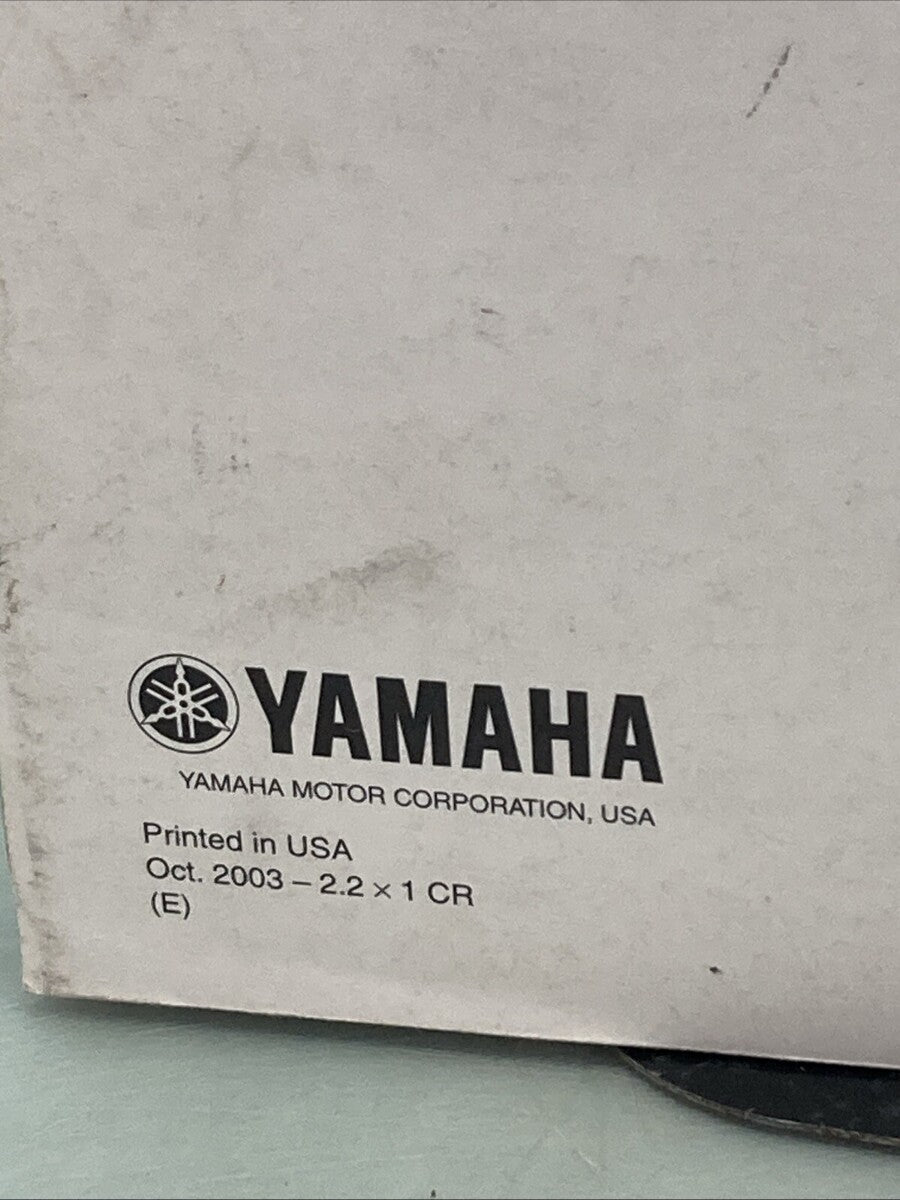 YAMAHA
YAMAHA MOTOR CORPORATION, USA
Printed in USA
Oct. 2003 – 2.2 × 1 CR
(E)